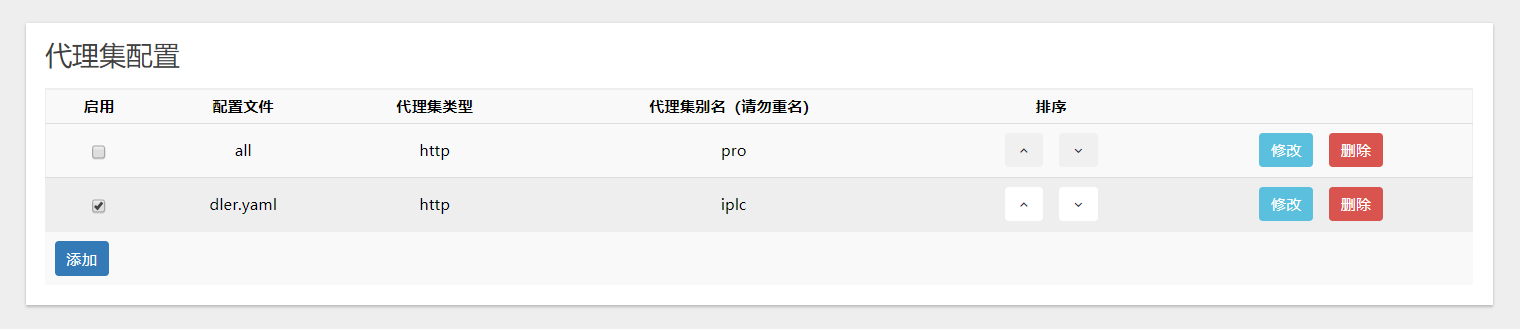 代理集配置
启用 配置文件 代理集类型 代理集别名（请勿重名） 排序
all http pro 修改 删除
dler.yaml http iplc 修改 删除
添加